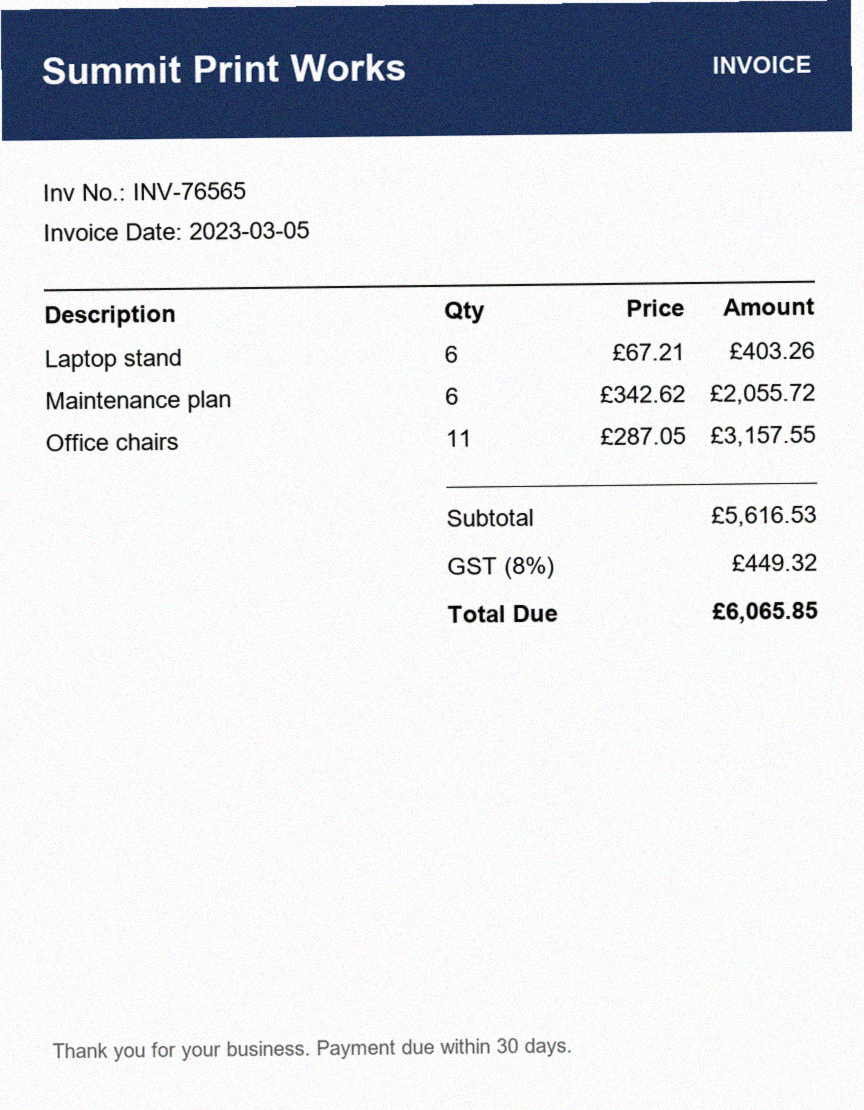 Summit Print Works INVOICE
Inv No.: INV-76565
Invoice Date: 2023-03-05
Description Qty Price Amount
Laptop stand 6 £67.21 £403.26
Maintenance plan 6 £342.62 £2,055.72
Office chairs 11 £287.05 £3,157.55
Subtotal £5,616.53
GST (8%) £449.32
Total Due £6,065.85
Thank you for your business. Payment due within 30 days.